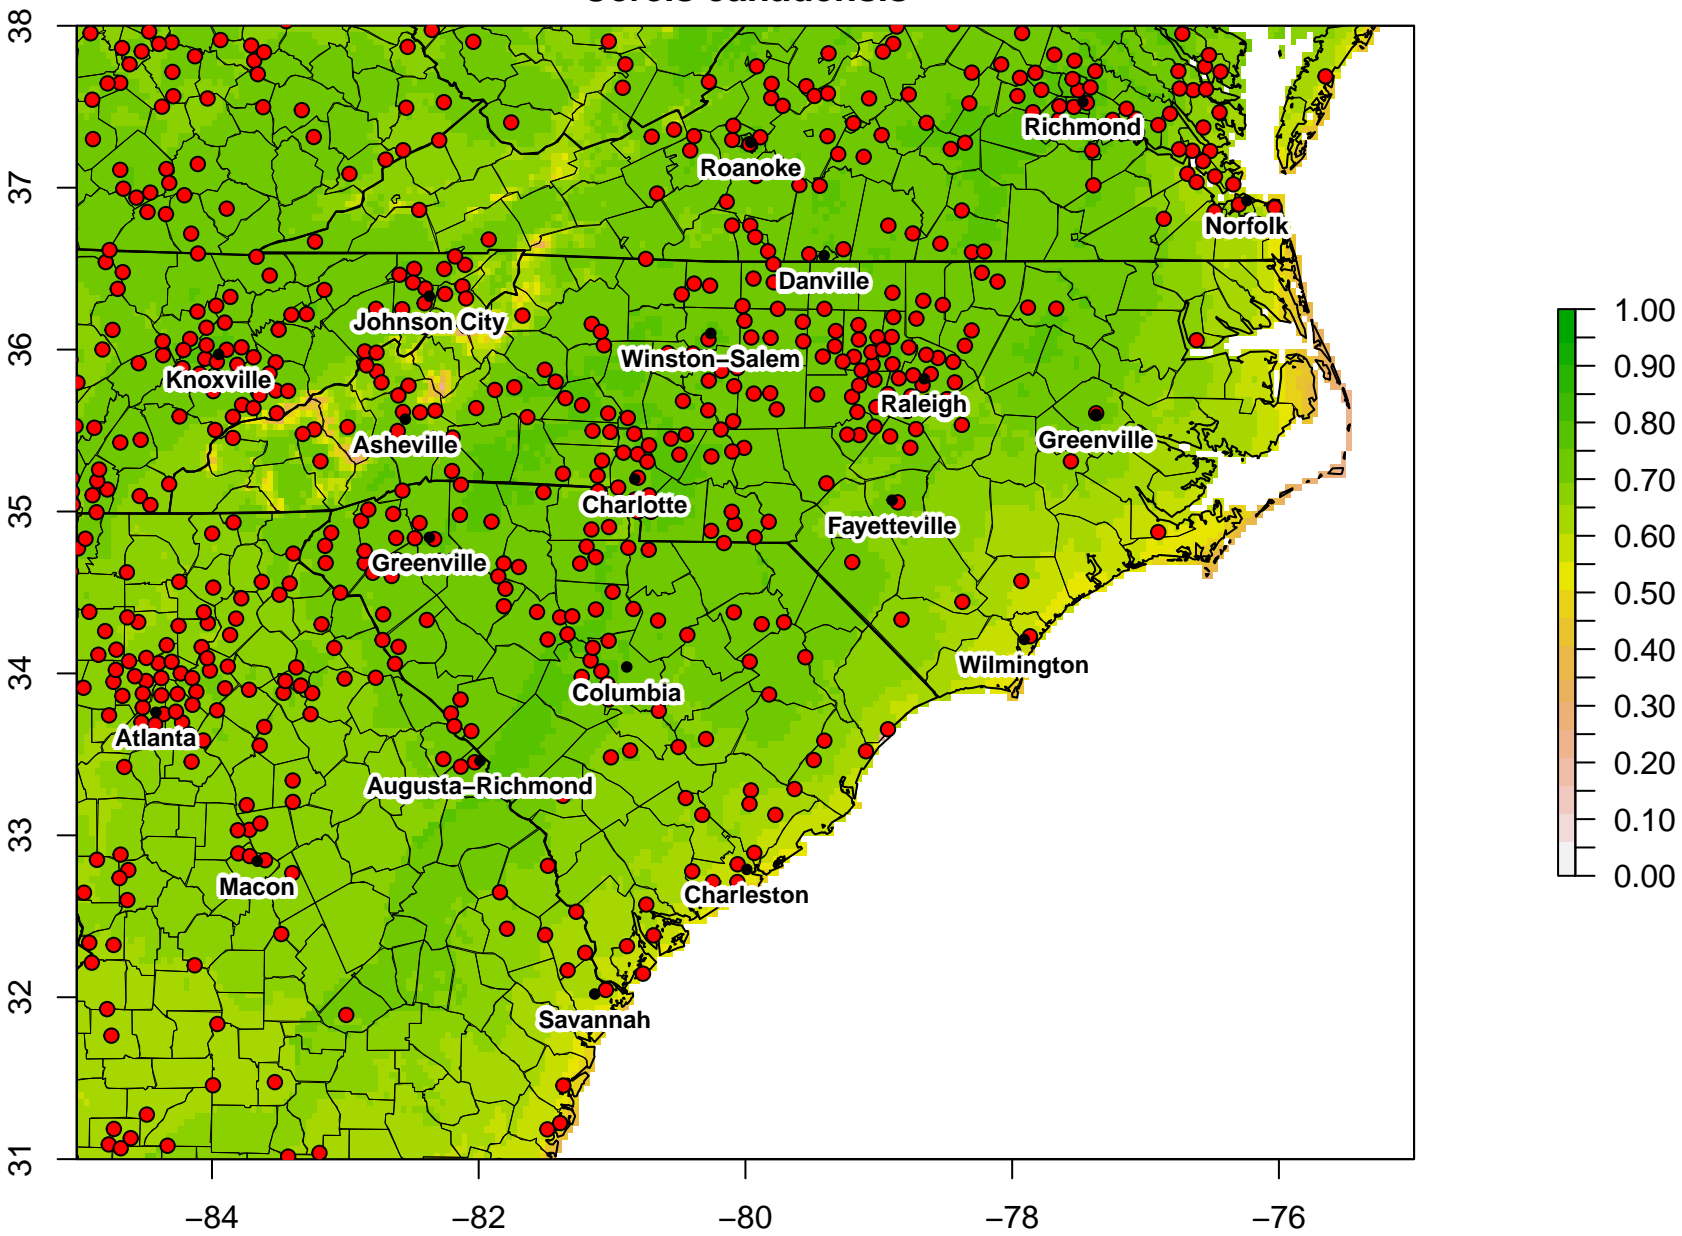 Cercis canadensis
38
37
36
35
34
33
32
31
Richmond
Roanoke
Norfolk
Danville
Johnson City
Winston−Salem
Knoxville
Raleigh
Asheville
Greenville
Charlotte
Fayetteville
Greenville
Wilmington
Columbia
Atlanta
Augusta−Richmond
Macon
Charleston
Savannah
−84
−82
−80
−78
−76
1.00
0.90
0.80
0.70
0.60
0.50
0.40
0.30
0.20
0.10
0.00